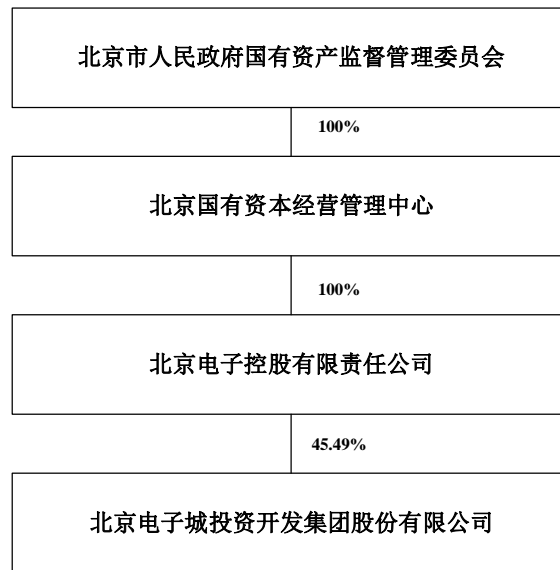 北京市人民政府国有资产监督管理委员会
100%
北京国有资本经营管理中心
100%
北京电子控股有限责任公司
45.49%
北京电子城投资开发集团股份有限公司